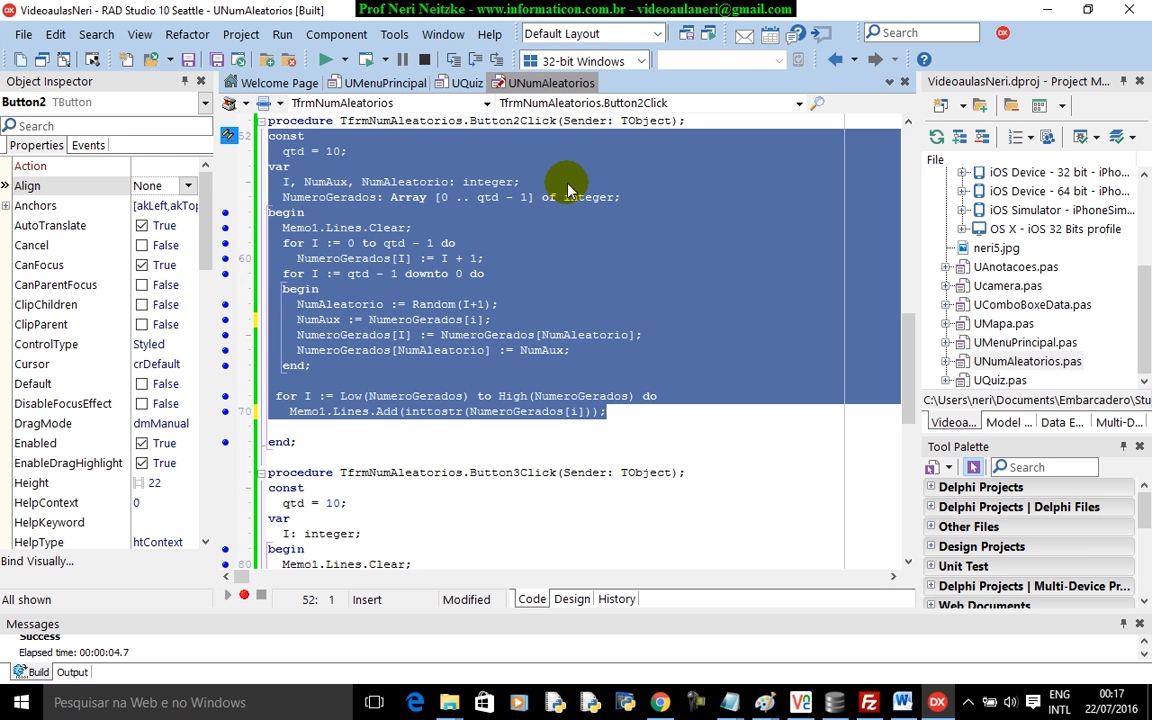 VideoaulasNeri - RAD Studio 10 Seattle - UNumAleatorios [Built]
Prof Neri Neitzke - www.informaticon.com.br - videoaulaneri@gmail.com
File Edit Search View Refactor Project Run Component Tools Window Help
Default Layout
Search
32-bit Windows
Object Inspector
Button2 TButton
Search
Properties Events
Action
Align None
Anchors [akLeft,akTop
AutoTranslate True
Cancel False
CanFocus True
CanParentFocus False
ClipChildren False
ClipParent False
ControlType Styled
Cursor crDefault
Default False
DisableFocusEffect False
DragMode dmManual
Enabled True
EnableDragHighlight True
Height 22
HelpContext 0
HelpKeyword
HelpType htContext
Bind Visually...
All shown
Welcome Page UMenuPrincipal UQuiz UNumAleatorios
TfrmNumAleatorios TfrmNumAleatorios.Button2Click
procedure TfrmNumAleatorios.Button2Click(Sender: TObject);
52 const
qtd = 10;
var
I, NumAux, NumAleatorio: integer;
NumeroGerados: Array [0 .. qtd - 1] of integer;
begin
Memo1.Lines.Clear;
for I := 0 to qtd - 1 do
60 NumeroGerados[I] := I + 1;
for I := qtd - 1 downto 0 do
begin
NumAleatorio := Random(I+1);
NumAux := NumeroGerados[i];
NumeroGerados[I] := NumeroGerados[NumAleatorio];
NumeroGerados[NumAleatorio] := NumAux;
end;
for I := Low(NumeroGerados) to High(NumeroGerados) do
70 Memo1.Lines.Add(inttostr(NumeroGerados[i]));
end;
procedure TfrmNumAleatorios.Button3Click(Sender: TObject);
const
qtd = 10;
var
I: integer;
begin
80 Memo1.Lines.Clear;
52: 1 Insert Modified Code Design History
VideoaulasNeri.dproj - Project M...
File
iOS Device - 32 bit - iPho...
iOS Device - 64 bit - iPho...
iOS Simulator - iPhoneSim...
OS X - iOS 32 Bits profile
neri5.jpg
UAnotacoes.pas
Ucamera.pas
UComboBoxeData.pas
UMapa.pas
UMenuPrincipal.pas
UNumAleatorios.pas
UQuiz.pas
C:\Users\neri\Documents\Embarcadero\Stu
Videoa... Model ... Data E... Multi-D...
Tool Palette
Search
Delphi Projects
Delphi Projects | Delphi Files
Other Files
Design Projects
Unit Test
Delphi Projects | Multi-Device Pr...
Web Documents
Messages
Success
Elapsed time: 00:00:04.7
Build Output
Pesquisar na Web e no Windows
ENG
INTL
00:17
22/07/2016